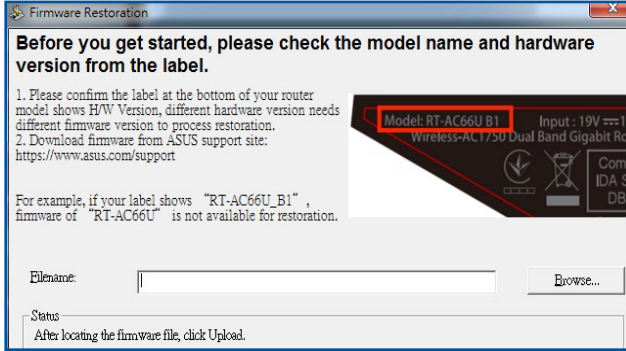 Firmware Restoration
Before you get started, please check the model name and hardware
version from the label.
1. Please confirm the label at the bottom of your router
model shows H/W Version, different hardware version needs
different firmware version to process restoration.
2. Download firmware from ASUS support site:
https://www.asus.com/support
Model: RT-AC66U B1 Input : 19V
Wireless-AC1750 Dual Band Gigabit
Com
IDA S
DB
For example, if your label shows “RT-AC66U_B1”,
firmware of “RT-AC66U” is not available for restoration.
Filename:
Browse...
Status
After locating the firmware file, click Upload.